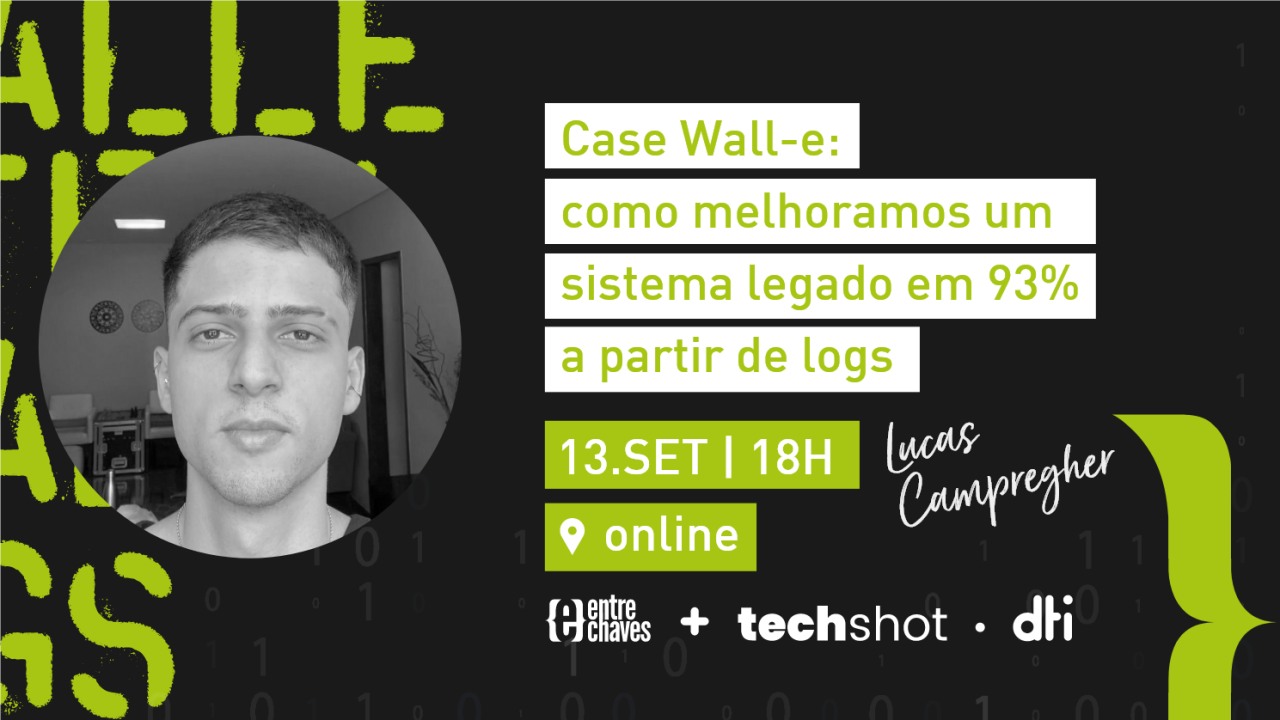 Case Wall-e:
como melhoramos um
sistema legado em 93%
a partir de logs
13.SET | 18H
Lucas
Campregher
online
{e} entre
chaves
+ techshot · dti